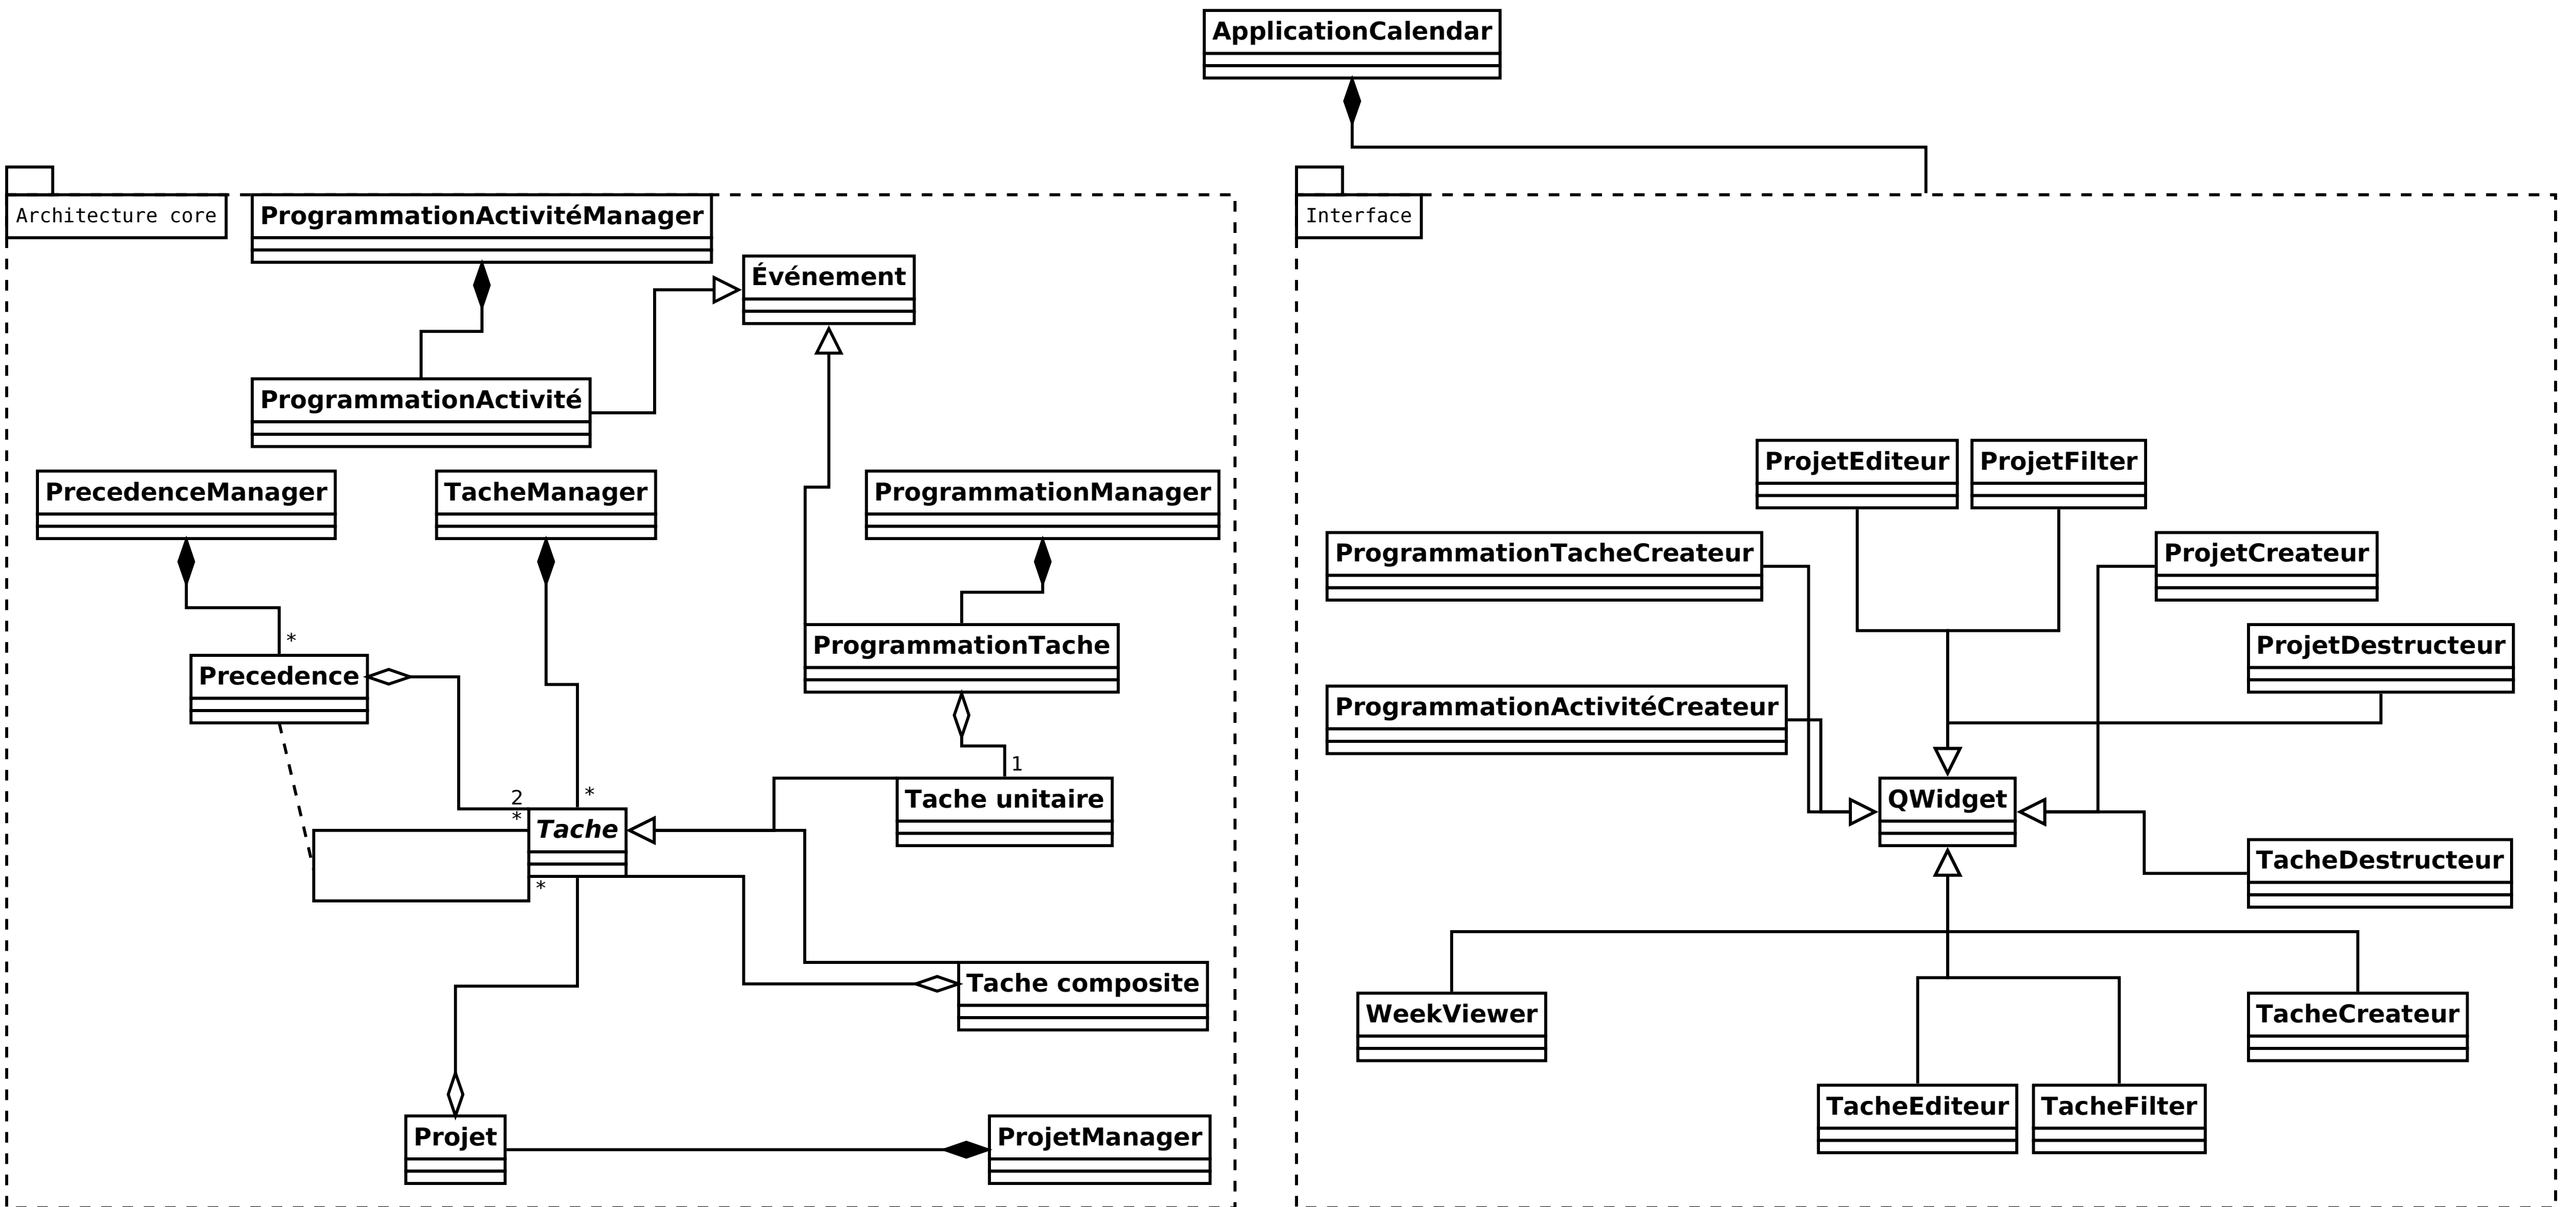 ApplicationCalendar
Architecture core
ProgrammationActivitéManager
Événement
ProgrammationActivité
PrecedenceManager
TacheManager
ProgrammationManager
*
Precedence
ProgrammationTache
1
2
*
*
Tache
Tache unitaire
*
Tache composite
Projet
ProjetManager
Interface
ProjetEditeur
ProjetFilter
ProgrammationTacheCreateur
ProjetCreateur
ProjetDestructeur
ProgrammationActivitéCreateur
QWidget
TacheDestructeur
WeekViewer
TacheCreateur
TacheEditeur
TacheFilter